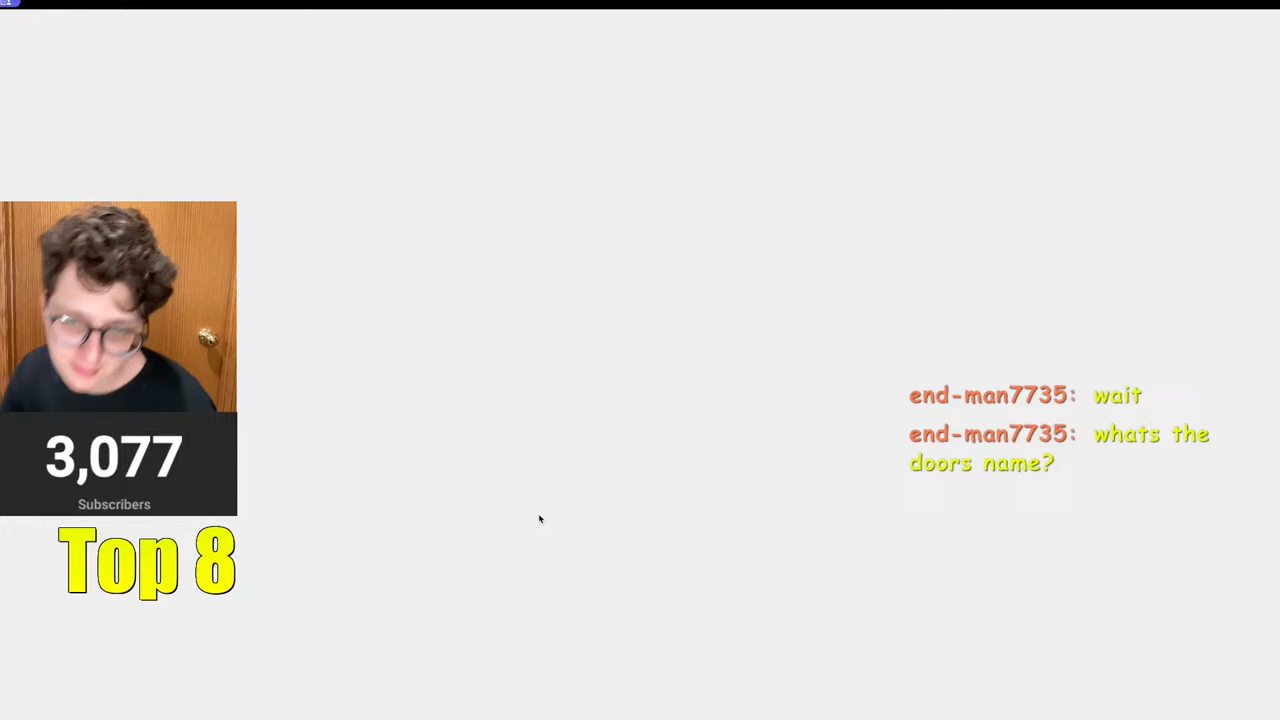 3,077
Subscribers
Top 8
end-man7735: wait
end-man7735: whats the
doors name?